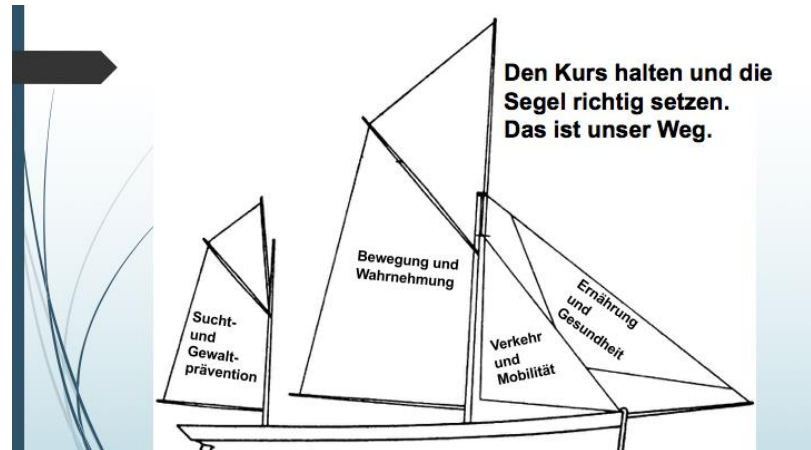 Den Kurs halten und die
Segel richtig setzen.
Das ist unser Weg.
Bewegung und
Wahrnehmung
Ernährung
und
Gesundheit
Sucht-
und
Gewalt-
prävention
Verkehr
und
Mobilität